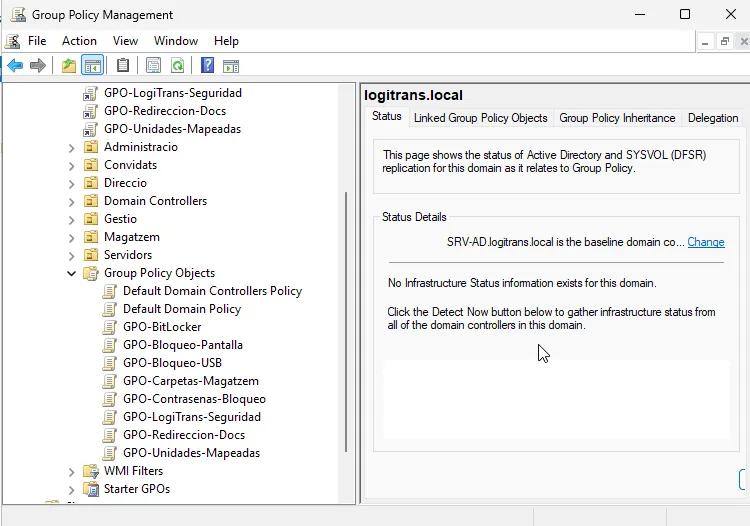 Group Policy Management
File Action View Window Help
GPO-LogiTrans-Seguridad
GPO-Redireccion-Docs
GPO-Unidades-Mapeadas
Administracio
Convidats
Direccio
Domain Controllers
Gestio
Magatzem
Servidors
Group Policy Objects
Default Domain Controllers Policy
Default Domain Policy
GPO-BitLocker
GPO-Bloqueo-Pantalla
GPO-Bloqueo-USB
GPO-Carpetas-Magatzem
GPO-Contrasenas-Bloqueo
GPO-LogiTrans-Seguridad
GPO-Redireccion-Docs
GPO-Unidades-Mapeadas
WMI Filters
Starter GPOs
logitrans.local
Status Linked Group Policy Objects Group Policy Inheritance Delegation
This page shows the status of Active Directory and SYSVOL (DFSR)
replication for this domain as it relates to Group Policy.
Status Details
SRV-AD.logitrans.local is the baseline domain co... Change
No Infrastructure Status information exists for this domain.
Click the Detect Now button below to gather infrastructure status from
all of the domain controllers in this domain.